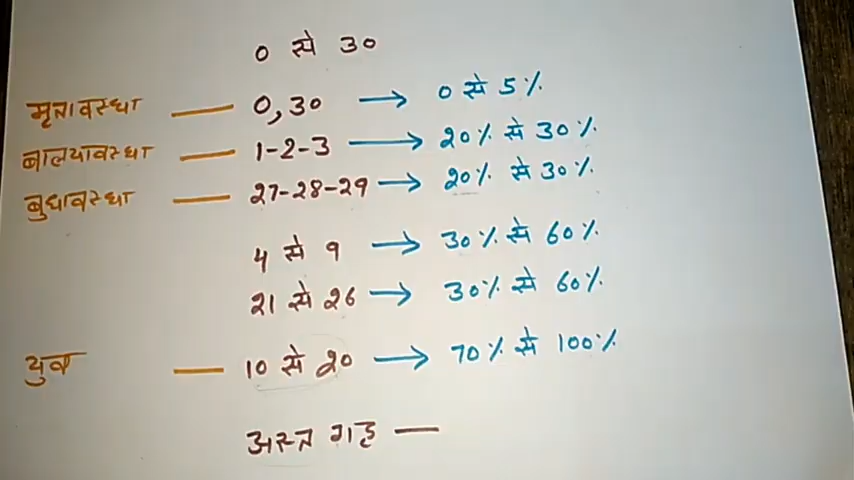 0 से 30
मृतावस्था — 0,30 → 0 से 5%
बाल्यावस्था — 1-2-3 → 20% से 30%
बुधावस्था — 27-28-29 → 20% से 30%
4 से 9 → 30% से 60%
21 से 26 → 30% से 60%
युवा — 10 से 20 → 70% से 100%
अस्त ग्रह —